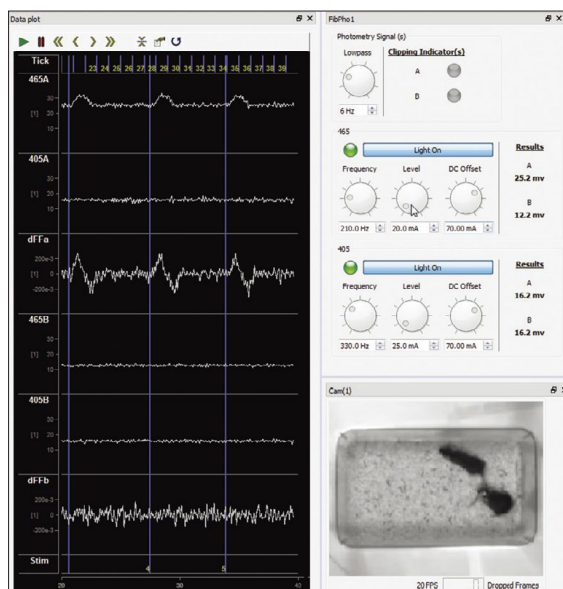 Data plot
Tick
23 24 25 26 27 28 29 30 31 32 33 34 35 36 37 38 39
465A
30
[1] 20
10
405A
30
20
10
dFFa
200e-3
[1] 0
-200e-3
465B
30
[1] 20
10
405B
30
[1] 20
10
dFFb
200e-3
[1] 0
-200e-3
Stim
4 5
20 30 40
FibPho1
Photometry Signal (s)
Lowpass
Clipping Indicator(s)
A
B
6 Hz
465
Light On
Frequency Level DC Offset
210.0 Hz 20.0 mA 70.00 mA
Results
A
25.2 mv
B
12.2 mv
405
Light On
Frequency Level DC Offset
330.0 Hz 25.0 mA 70.00 mA
Results
A
16.2 mv
B
16.2 mv
Cam(1)
20 FPS Dropped Frames